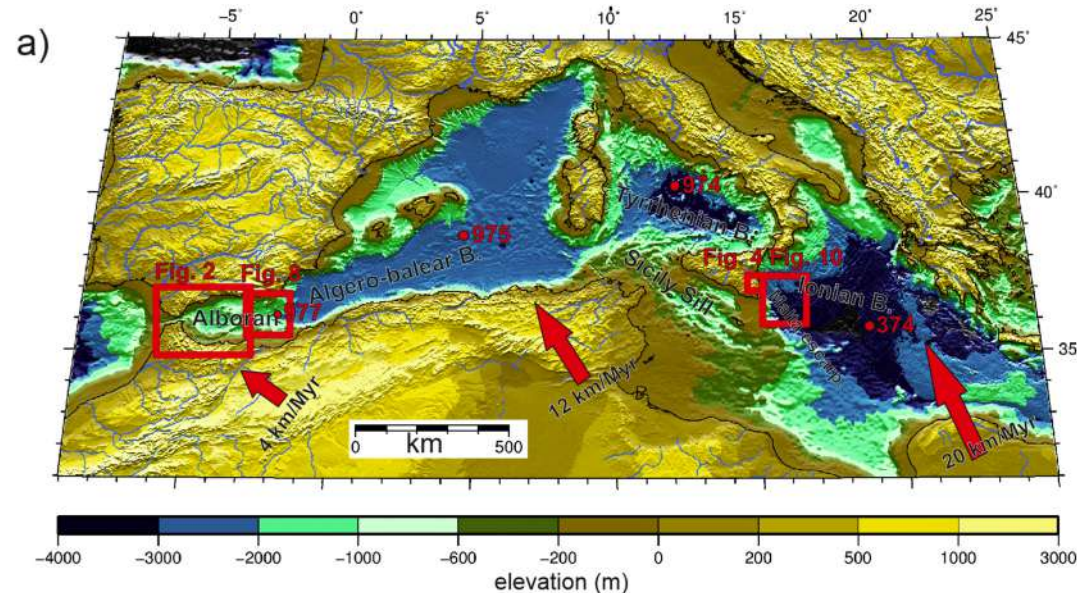 a)
−5° 0° 5° 10° 15° 20° 25°
45°
40°
35°
974
Tyrrhenian B.
975
Algero-balear B.
Fig. 2
Fig. 8
977
Alboran
Sicily Sill
Fig. 4 Fig. 10
Ionian B.
Malta escarp
374
4 km/Myr
12 km/Myr
20 km/Myr
km
0 500
−4000 −3000 −2000 −1000 −600 −200 0 200 500 1000 3000
elevation (m)